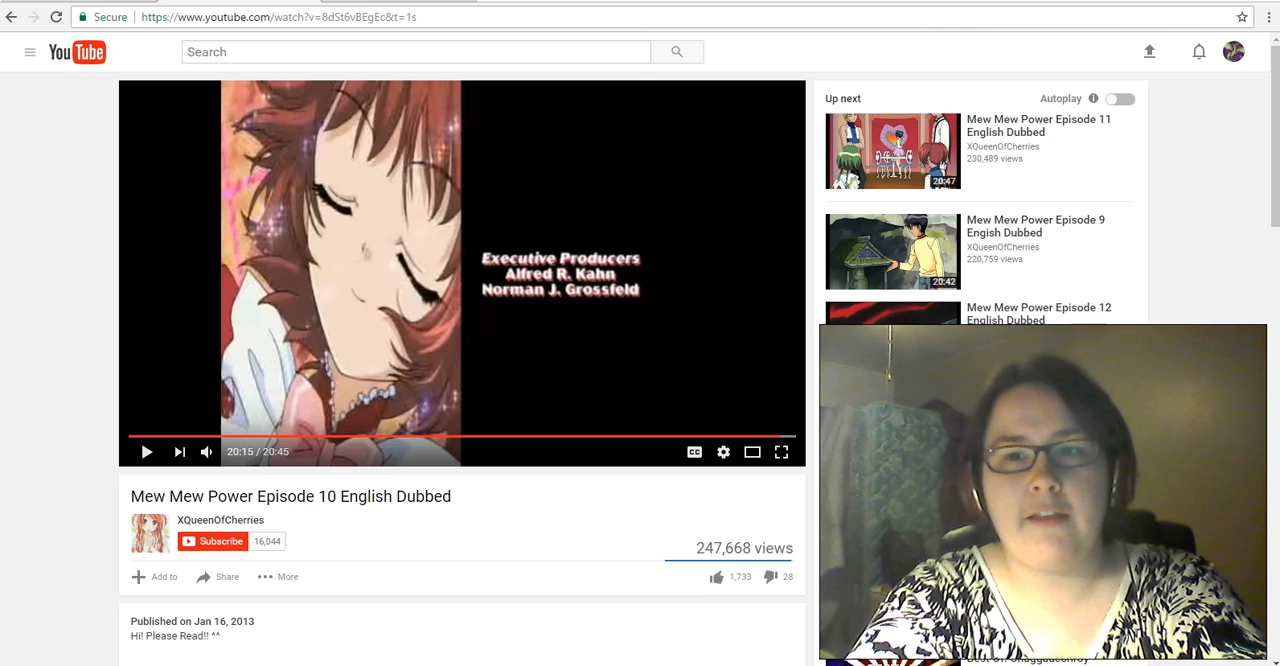 Secure https://www.youtube.com/watch?v=8dSt6vBEgEc&t=1s
YouTube
Search
Up next
Autoplay
Mew Mew Power Episode 11
English Dubbed
XQueenOfCherries
230,489 views
20:47
Mew Mew Power Episode 9
Engish Dubbed
XQueenOfCherries
220,759 views
20:42
Mew Mew Power Episode 12
English Dubbed
Executive Producers
Alfred R. Kahn
Norman J. Grossfeld
20:15 / 20:45
CC
Mew Mew Power Episode 10 English Dubbed
XQueenOfCherries
Subscribe 16,044
247,668 views
Add to Share More
1,733 28
Published on Jan 16, 2013
Hi! Please Read!! ^^